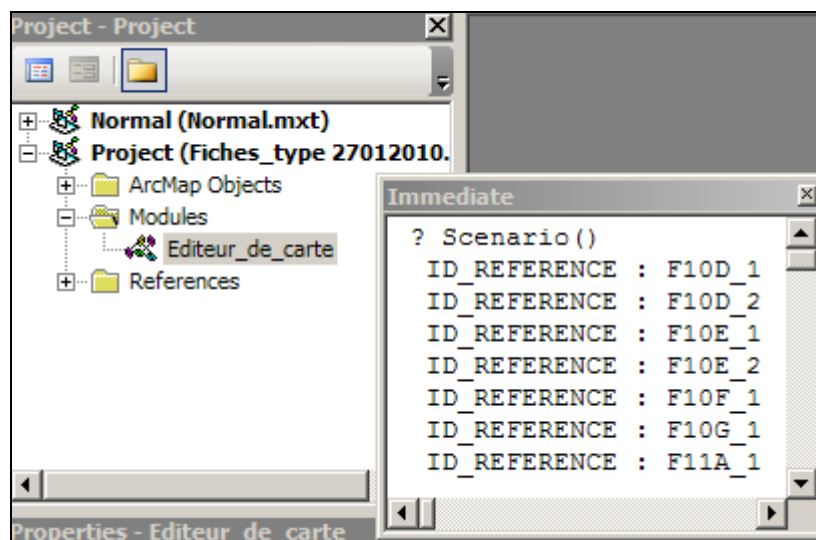 Project - Project
Normal (Normal.mxt)
Project (Fiches_type 27012010.
ArcMap Objects
Modules
Editeur_de_carte
References
Immediate
? Scenario()
ID_REFERENCE : F10D_1
ID_REFERENCE : F10D_2
ID_REFERENCE : F10E_1
ID_REFERENCE : F10E_2
ID_REFERENCE : F10F_1
ID_REFERENCE : F10G_1
ID_REFERENCE : F11A_1
Properties - Editeur_de_carte